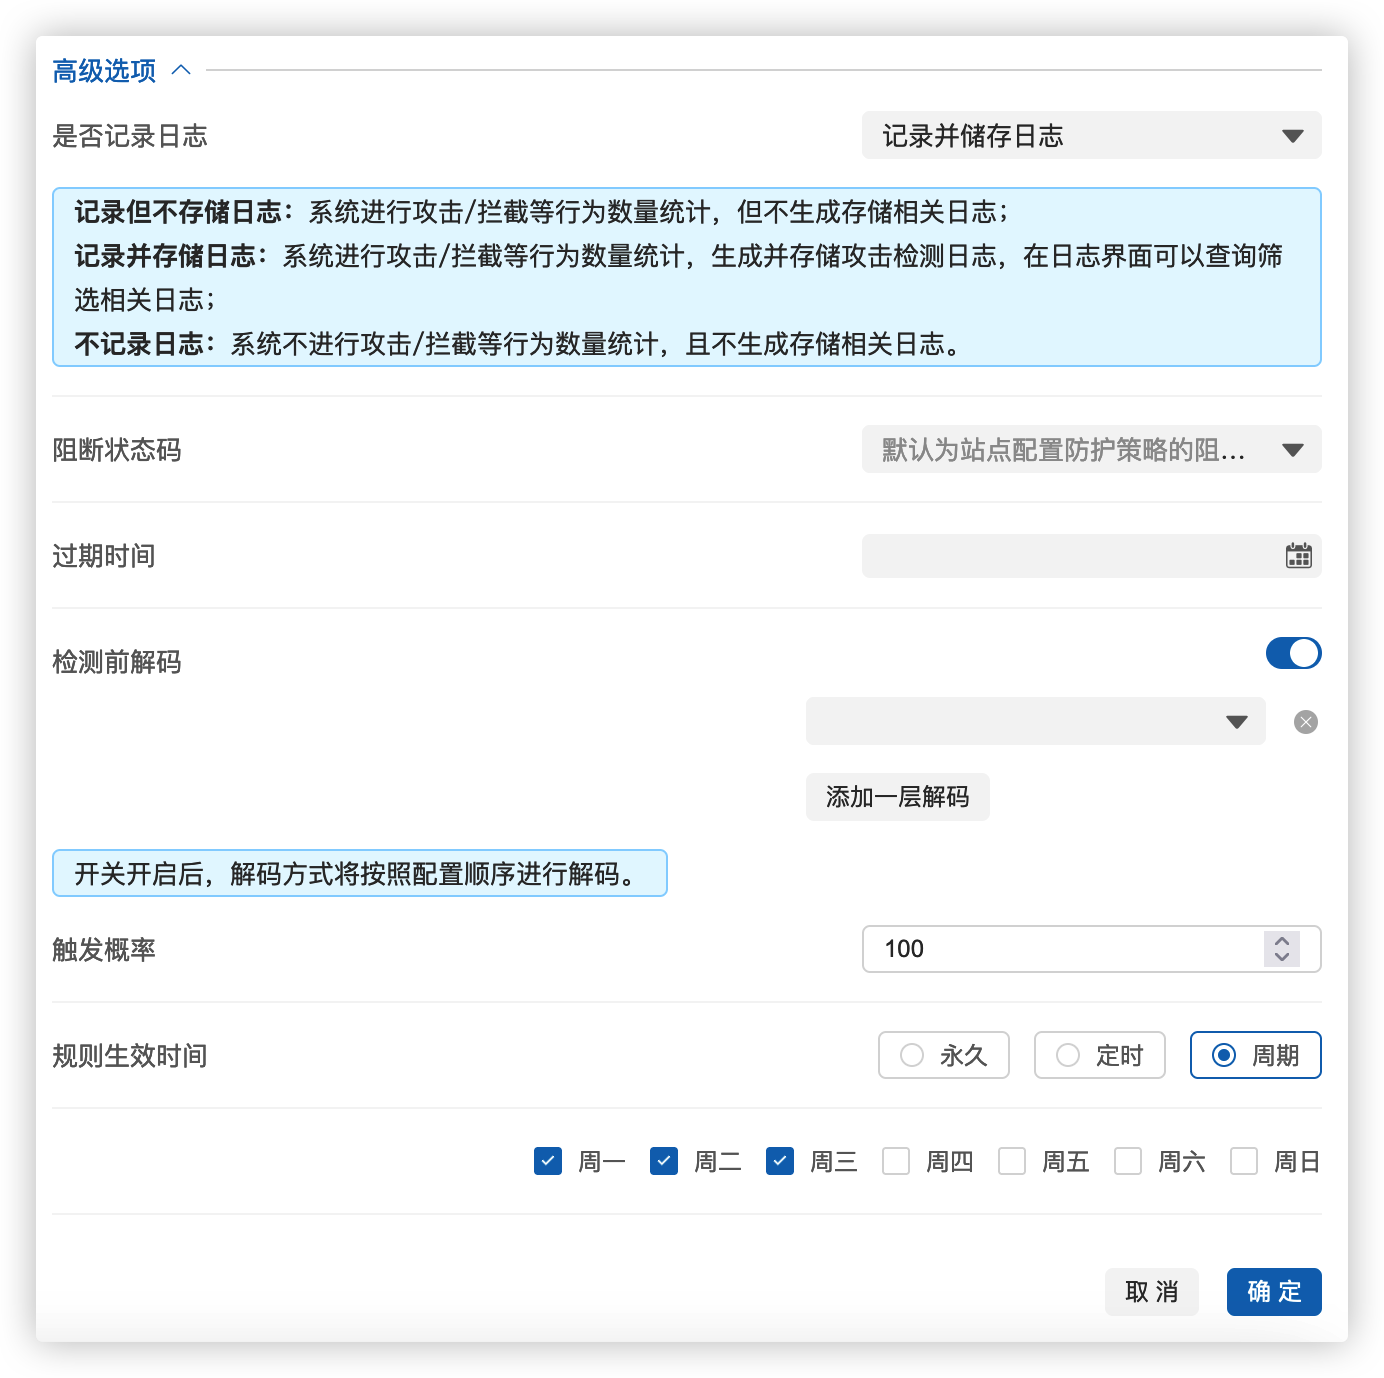 高级选项
是否记录日志
记录并储存日志
记录但不存储日志：系统进行攻击/拦截等行为数量统计，但不生成存储相关日志；
记录并存储日志：系统进行攻击/拦截等行为数量统计，生成并存储攻击检测日志，在日志界面可以查询筛
选相关日志；
不记录日志：系统不进行攻击/拦截等行为数量统计，且不生成存储相关日志。
阻断状态码
默认为站点配置防护策略的阻...
过期时间
检测前解码
添加一层解码
开关开启后，解码方式将按照配置顺序进行解码。
触发概率
100
规则生效时间
永久
定时
周期
周一
周二
周三
周四
周五
周六
周日
取 消
确 定